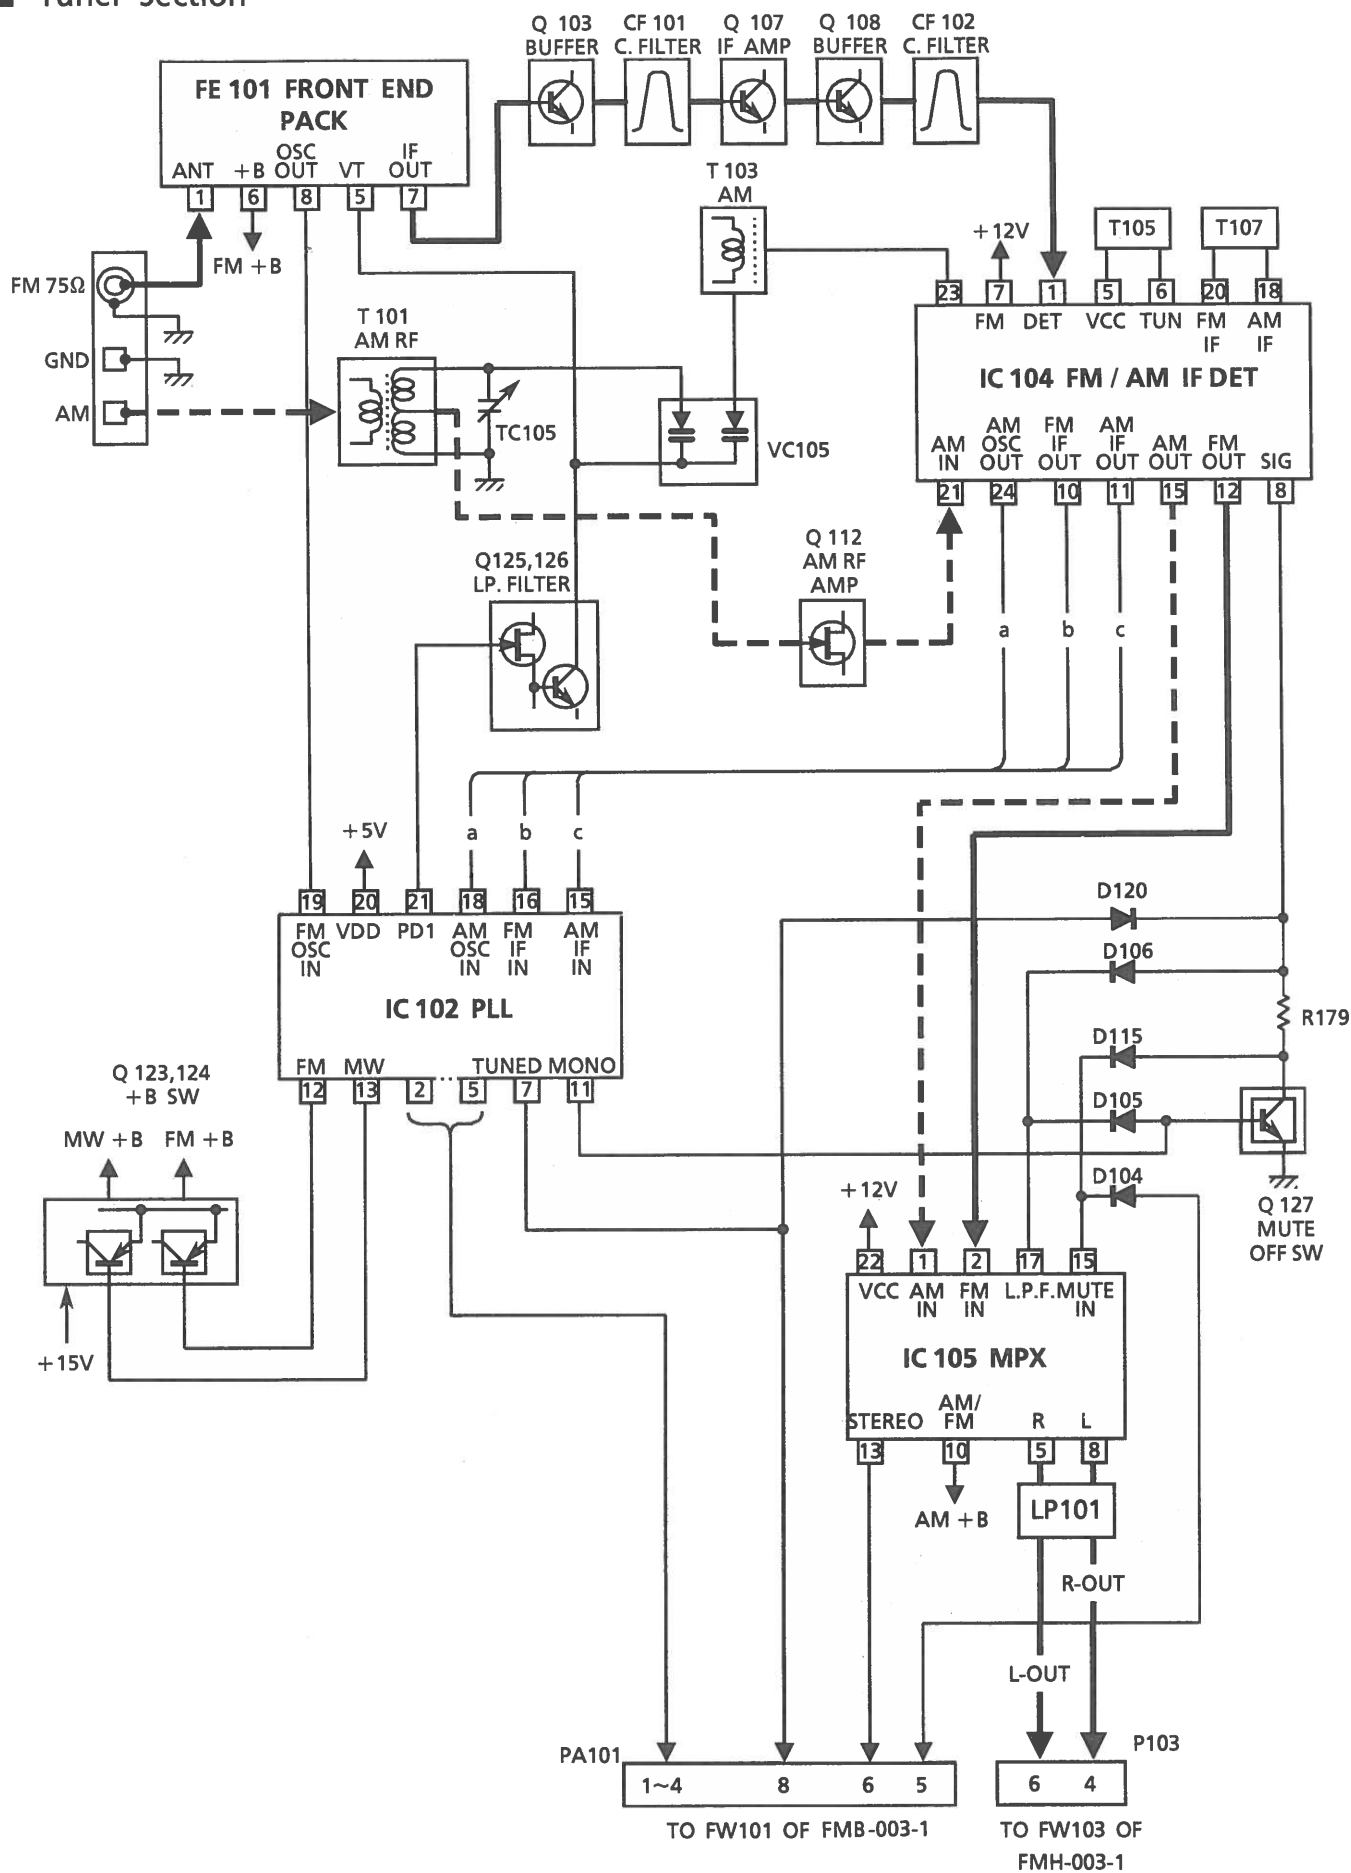 Tuner Section
Q 103
BUFFER
CF 101
C. FILTER
Q 107
IF AMP
Q 108
BUFFER
CF 102
C. FILTER
FE 101 FRONT END
PACK
ANT
+B
OSC
OUT
VT
IF
OUT
1
6
8
5
7
FM +B
FM 75Ω
GND
AM
T 101
AM RF
TC105
T 103
AM
VC105
+12V
T105
T107
23
7
1
5
6
20
18
FM
DET
VCC
TUN
FM
IF
AM
IF
IC 104 FM / AM IF DET
AM
IN
AM
OSC
OUT
FM
IF
OUT
AM
IF
OUT
AM
OUT
FM
OUT
SIG
21
24
10
11
15
12
8
Q125,126
LP. FILTER
Q 112
AM RF
AMP
a
b
c
+5V
a
b
c
19
20
21
18
16
15
FM
OSC
IN
VDD
PD1
AM
OSC
IN
FM
IF
IN
AM
IF
IN
IC 102 PLL
FM
MW
TUNED
MONO
12
13
2
5
7
11
D120
D106
R179
D115
D105
D104
Q 127
MUTE
OFF SW
Q 123,124
+B SW
MW +B
FM +B
+15V
+12V
22
1
2
17
15
VCC
AM
IN
FM
IN
L.P.F.
MUTE
IN
IC 105 MPX
STEREO
AM/
FM
R
L
13
10
5
8
AM +B
LP101
R-OUT
L-OUT
PA101
1~4
8
6
5
P103
6
4
TO FW101 OF FMB-003-1
TO FW103 OF
FMH-003-1